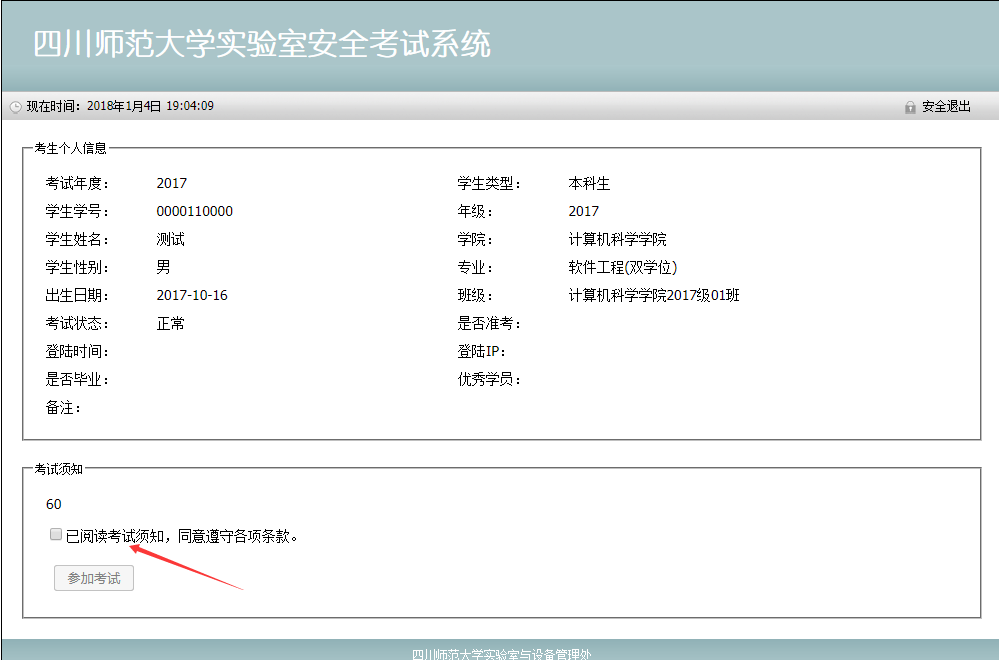 四川师范大学实验室安全考试系统
现在时间：2018年1月4日 19:04:09 安全退出
考生个人信息
考试年度： 2017 学生类型： 本科生
学生学号： 0000110000 年级： 2017
学生姓名： 测试 学院： 计算机科学学院
学生性别： 男 专业： 软件工程(双学位)
出生日期： 2017-10-16 班级： 计算机科学学院2017级01班
考试状态： 正常 是否准考：
登陆时间： 登陆IP：
是否毕业： 优秀学员：
备注：
考试须知
60
已阅读考试须知，同意遵守各项条款。
参加考试
四川师范大学实验室与设备管理处